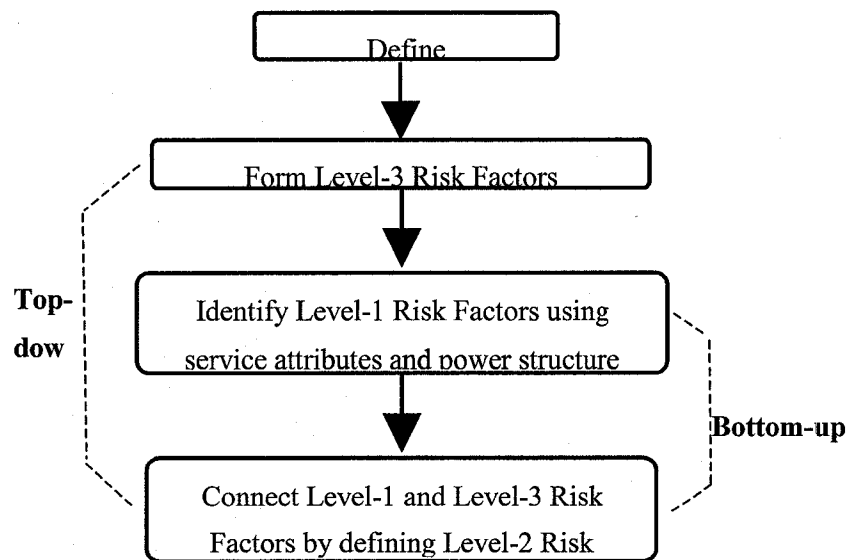 Define
Form Level-3 Risk Factors
Identify Level-1 Risk Factors using
service attributes and power structure
Top-
dow
Bottom-up
Connect Level-1 and Level-3 Risk
Factors by defining Level-2 Risk